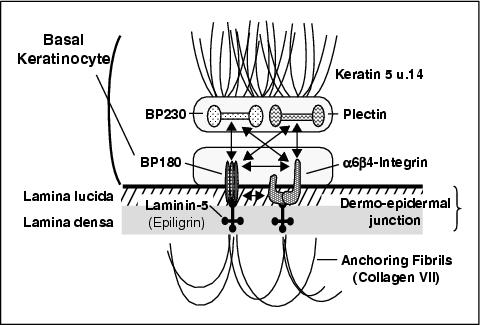 Basal
Keratinocyte
Keratin 5 u.14
BP230
Plectin
BP180
α6β4-Integrin
Lamina lucida
Laminin-5
(Epiligrin)
Lamina densa
Dermo-epidermal
junction
Anchoring Fibrils
(Collagen VII)